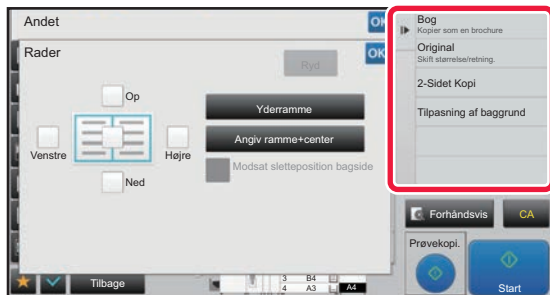 Andet
OK
Rader
OK
Ryd
Op
Venstre
Højre
Ned
Yderramme
Angiv ramme+center
Modsat sletteposition bagside
Tilbage
3 B4
4 A3
A4
Bog
Kopier som en brochure
Original
Skift størrelse/retning.
2-Sidet Kopi
Tilpasning af baggrund
Forhåndsvis
CA
Prøvekopi.
Start